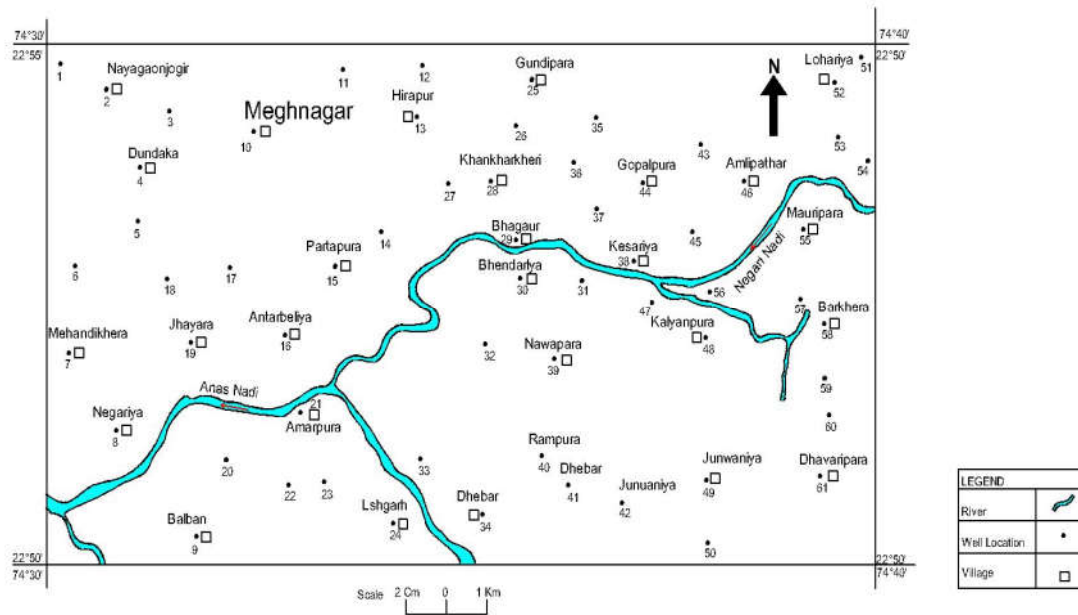 74°30'
74°40'
22°55'
22°50'
1
Nayagaonjogir
2
3
11
12
Gundipara
25
N
Lohariya
51
52
Meghnagar
10
Hirapur
13
26
35
43
53
54
Dundaka
4
Khankharkheri
27
28
36
Gopalpura
44
Amlipathar
46
5
14
Bhagaur
29
37
45
Mauripara
55
6
18
17
Partapura
15
Bhendariya
30
31
Kesariya
38
Negari Nadi
56
57
47
Mehandikhera
7
Jhayara
19
Antarbeliya
16
32
Nawapara
39
Kalyanpura
48
Barkhera
58
59
Anas Nadi
21
Amarpura
60
Negariya
8
20
22
23
33
Rampura
40
Dhebar
41
Junuaniya
42
Junwaniya
49
Dhavaripara
61
Balban
9
Lshgarh
24
Dhebar
34
50
22°50'
74°30'
22°50'
74°40'
Scale 2 Cm 0 1 Km
LEGEND
River
Well Location
Village